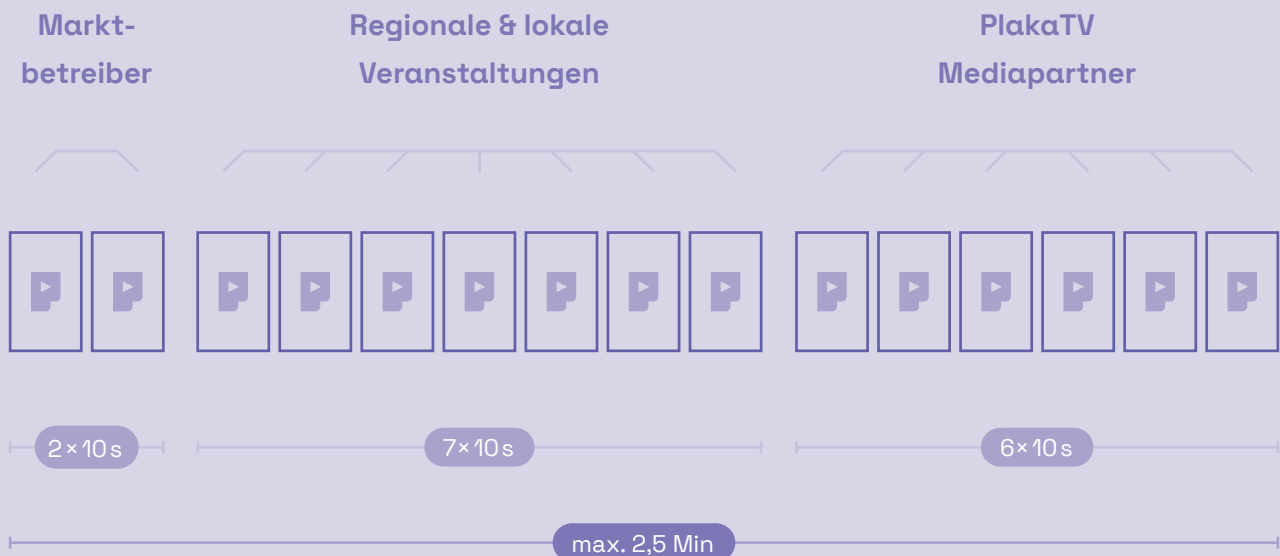 Markt-
betreiber
Regionale & lokale
Veranstaltungen
PlakaTV
Mediapartner
2×10s
7×10s
6×10s
max. 2,5 Min